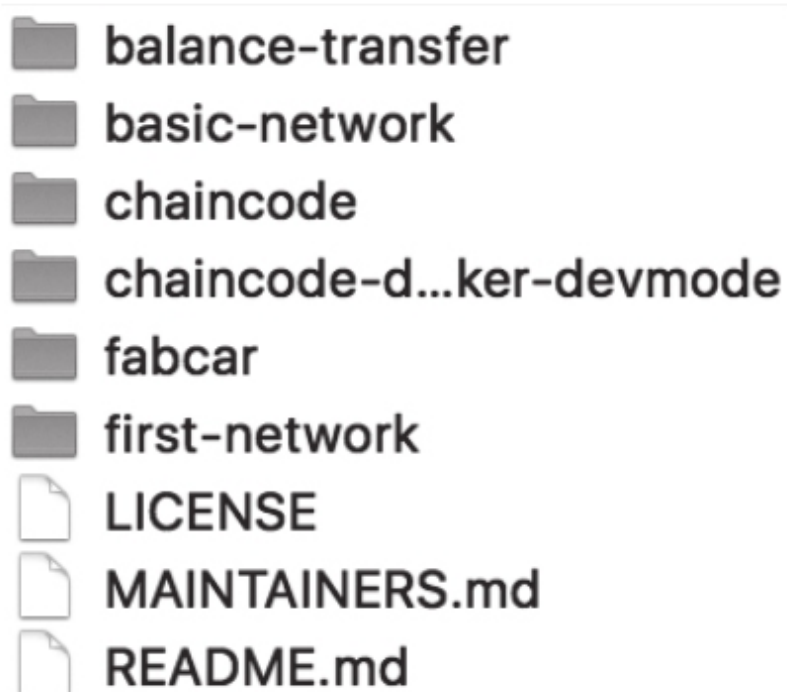 balance-transfer
basic-network
chaincode
chaincode-d...ker-devmode
fabcar
first-network
LICENSE
MAINTAINERS.md
README.md